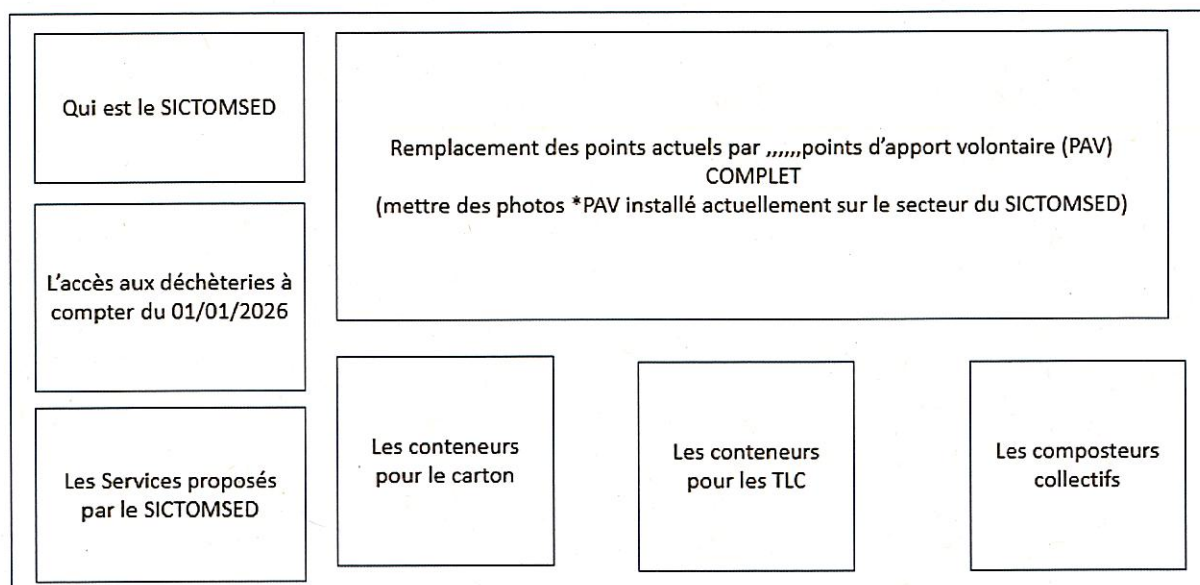 Qui est le SICTOMSED
L'accès aux déchèteries à
compter du 01/01/2026
Les Services proposés
par le SICTOMSED
Remplacement des points actuels par ,,,,,,points d'apport volontaire (PAV)
COMPLET
(mettre des photos *PAV installé actuellement sur le secteur du SICTOMSED)
Les conteneurs
pour le carton
Les conteneurs
pour les TLC
Les composteurs
collectifs